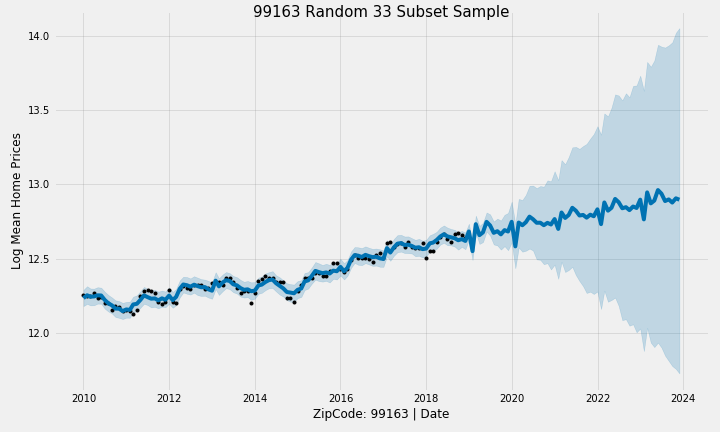 99163 Random 33 Subset Sample
14.0
13.5
13.0
12.5
12.0
Log Mean Home Prices
2010 2012 2014 2016 2018 2020 2022 2024
ZipCode: 99163 | Date